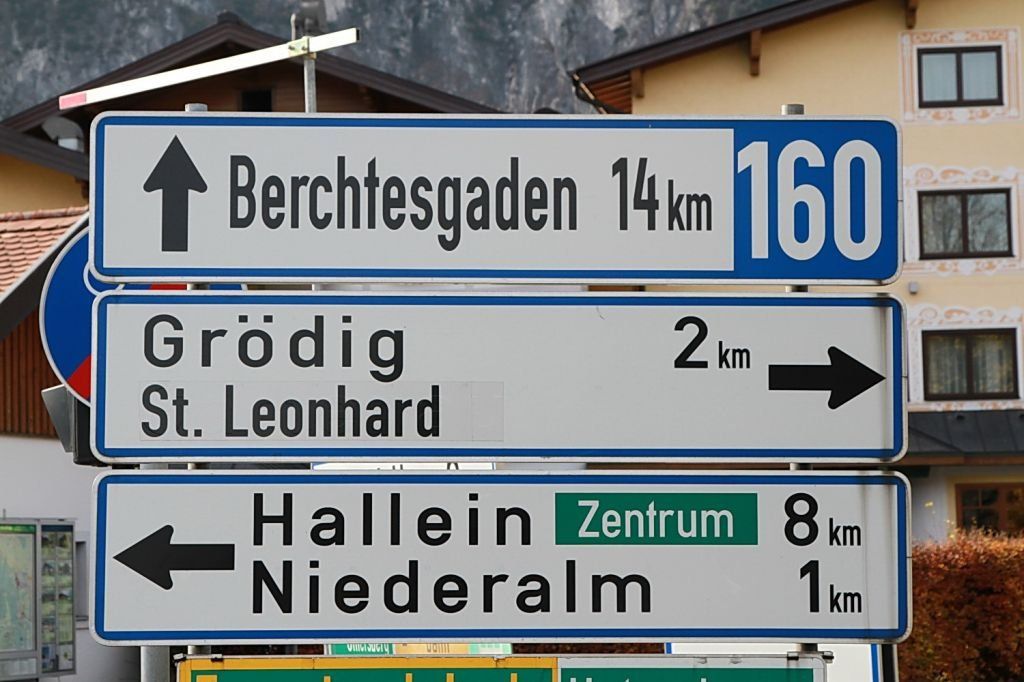 Berchtesgaden 14 km 160
Grödig 2 km
St. Leonhard
Hallein Zentrum 8 km
Niederalm 1 km